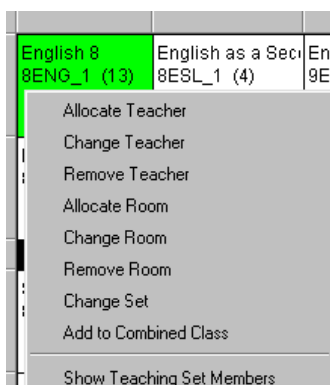 English 8
8ENG_1 (13)
English as a Sec
8ESL_1 (4)
En
9E
Allocate Teacher
Change Teacher
Remove Teacher
Allocate Room
Change Room
Remove Room
Change Set
Add to Combined Class
Show Teaching Set Members